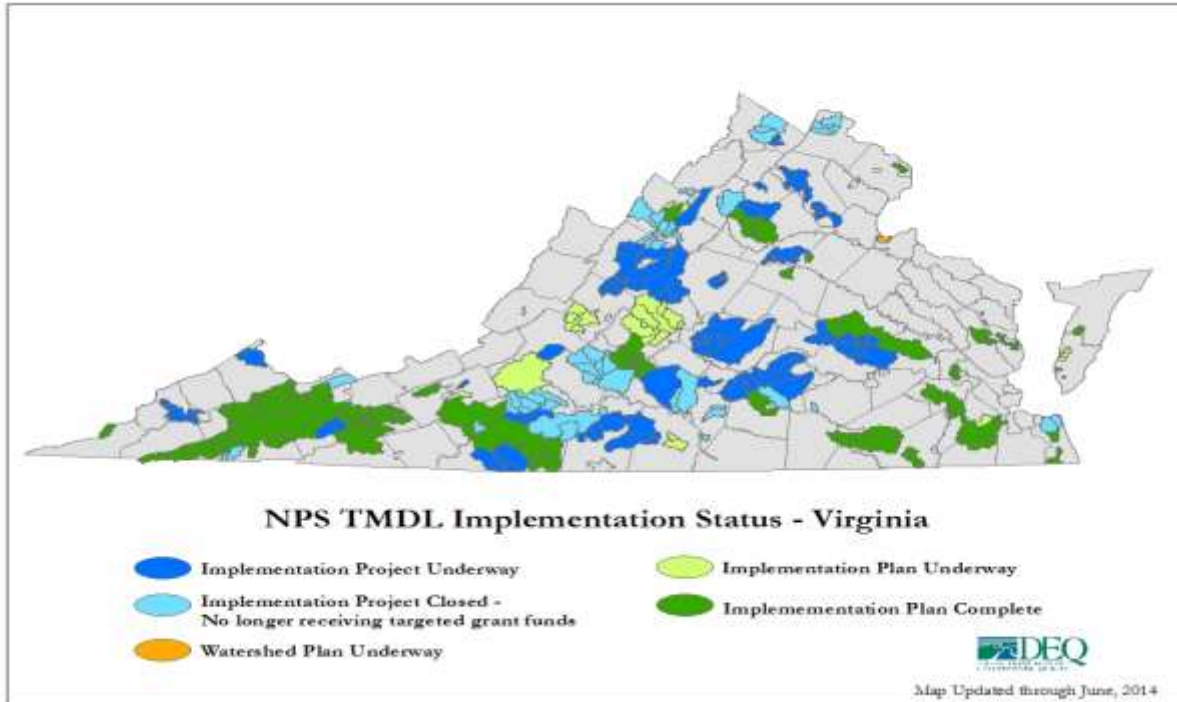 NPS TMDL Implementation Status - Virginia
Implementation Project Underway
Implementation Project Closed -
No longer receiving targeted grant funds
Watershed Plan Underway
Implementation Plan Underway
Implemementation Plan Complete
DEQ
Map Updated through June, 2014